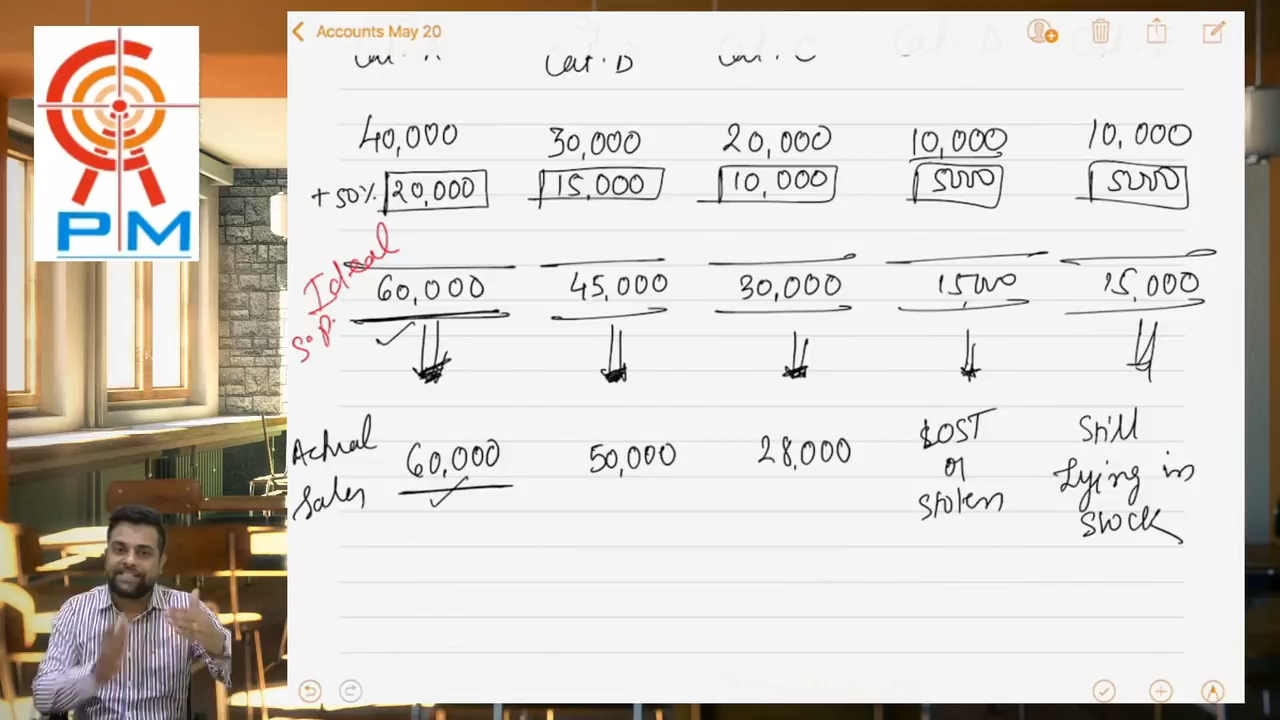 Accounts May 20
PM
Cat. C
40,000 30,000 20,000 10,000 10,000
+ 50% 20,000 15,000 10,000 5000 5000
Ideal
S.P.
60,000 45,000 30,000 15000 15,000
Actual
Sales
60,000 50,000 28,000
LOST
or
stolen
Still
Lying in
stock